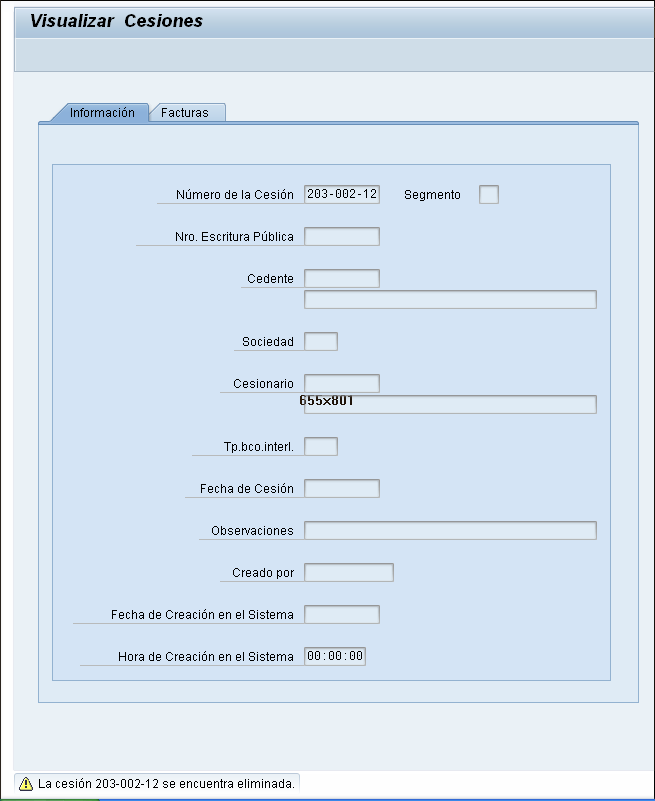 Visualizar Cesiones
Información Facturas
Número de la Cesión 203-002-12 Segmento
Nro. Escritura Pública
Cedente
Sociedad
Cesionario
655x801
Tp.bco.interl.
Fecha de Cesión
Observaciones
Creado por
Fecha de Creación en el Sistema
Hora de Creación en el Sistema 00:00:00
La cesión 203-002-12 se encuentra eliminada.